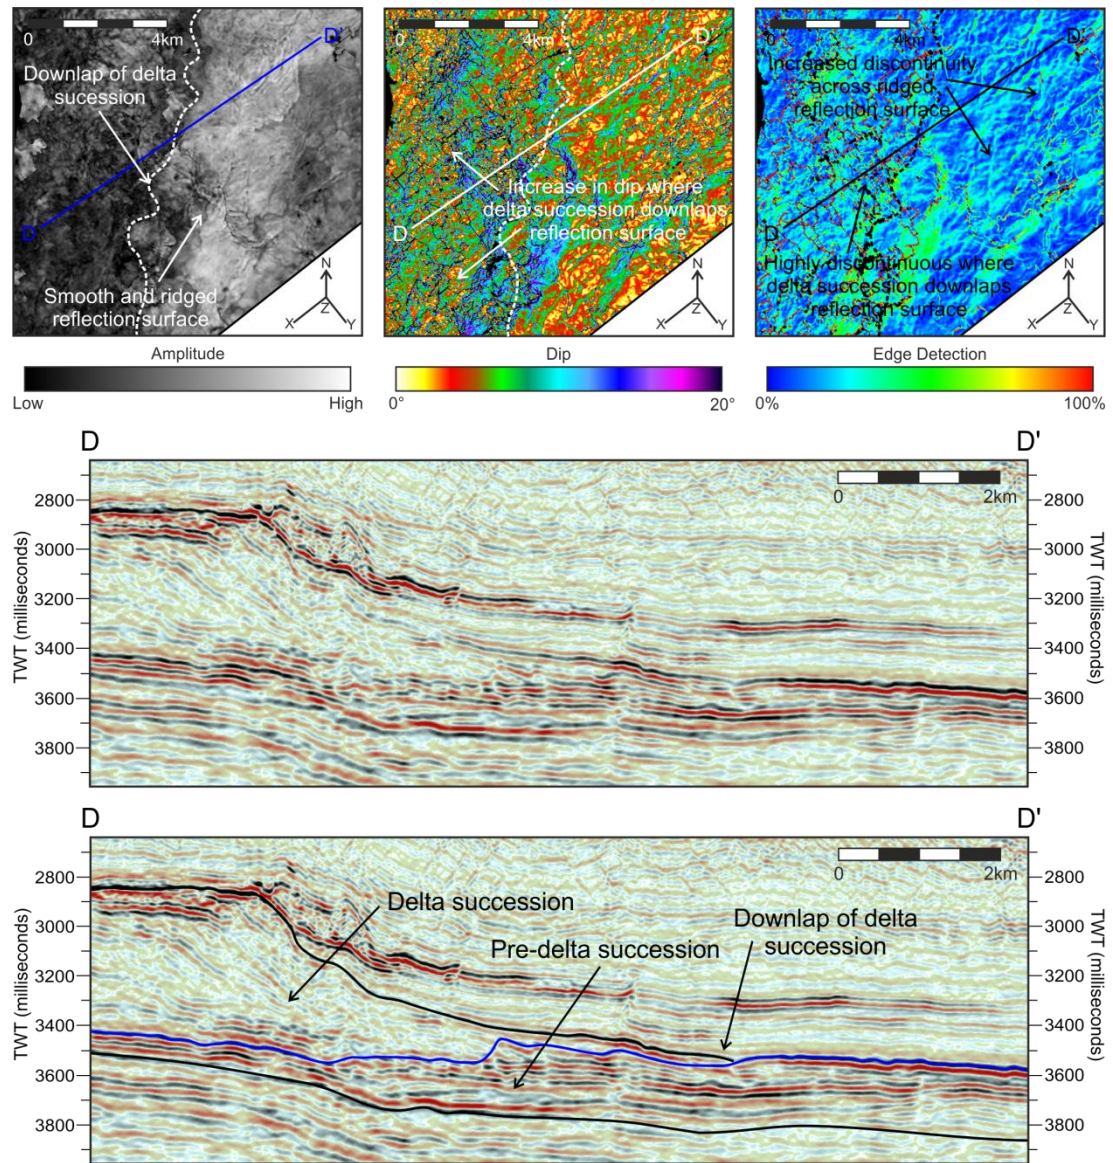 0 4km
D'
Downlap of delta
sucession
D
Smooth and ridged
reflection surface
N
Z
X Y
Amplitude
Low High
0 4km
D'
Increase in dip where
delta succession downlaps
D reflection surface
N
Z
X Y
Dip
0° 20°
0 4km
D'
Increased discontinuity
across ridged
reflection surface
D
Highly discontinuous where
delta succession downlaps
reflection surface
N
Z
X Y
Edge Detection
0% 100%
D D'
0 2km
TWT (milliseconds)
2800
3000
3200
3400
3600
3800
2800
3000
3200
3400
3600
3800
TWT (milliseconds)
D D'
0 2km
Delta succession
Pre-delta succession
Downlap of delta
succession
TWT (milliseconds)
2800
3000
3200
3400
3600
3800
2800
3000
3200
3400
3600
3800
TWT (milliseconds)